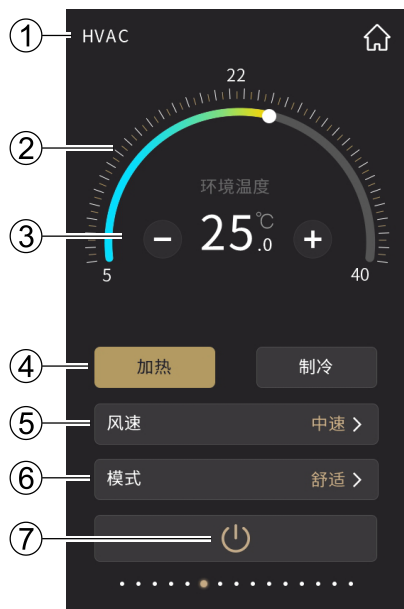 ① HVAC
22
②
环境温度
③ − 25.0 ℃ +
5 40
④ 加热 制冷
⑤ 风速 中速 >
⑥ 模式 舒适 >
⑦